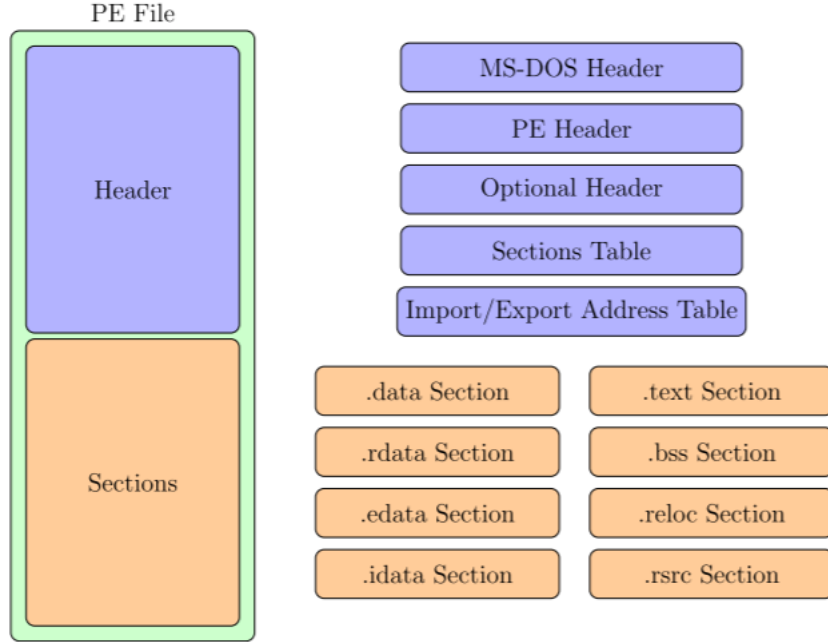 PE File
Header
Sections
MS-DOS Header
PE Header
Optional Header
Sections Table
Import/Export Address Table
.data Section
.text Section
.rdata Section
.bss Section
.edata Section
.reloc Section
.idata Section
.rsrc Section